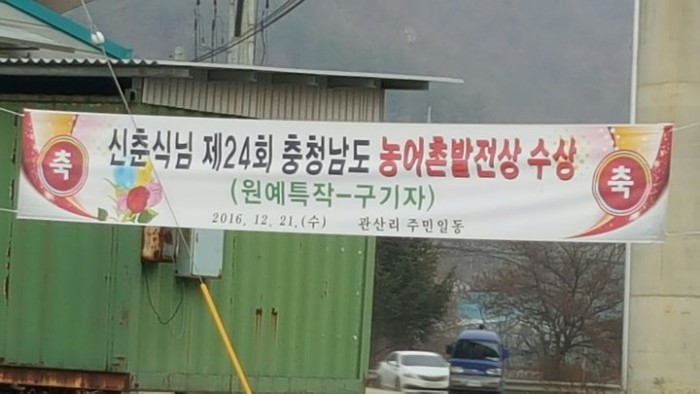 축
신춘식님 제24회 충청남도 농어촌발전상 수상
(원예특작-구기자)
2016. 12. 21.(수) 관산리 주민일동
축